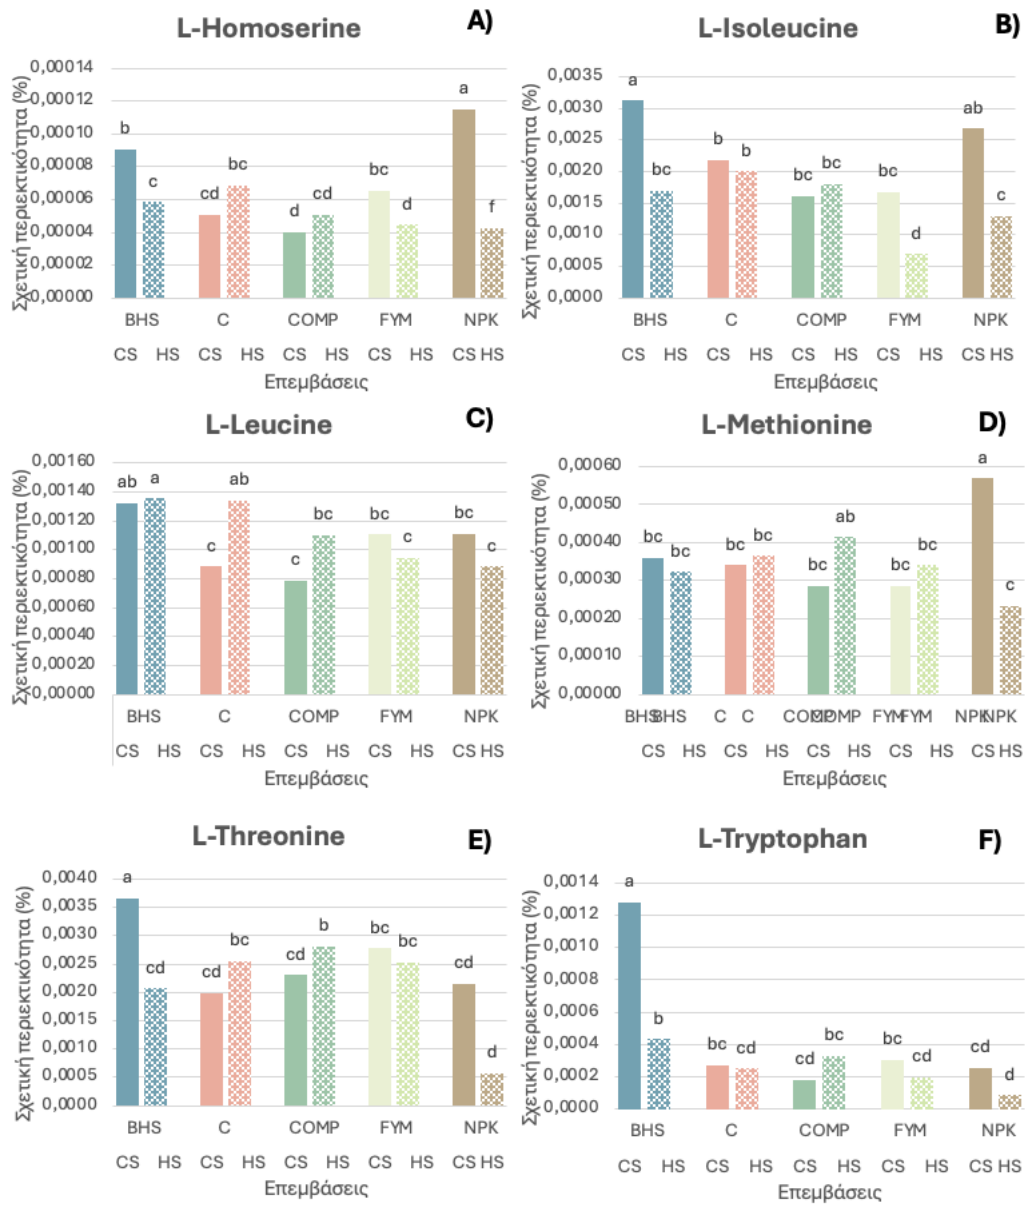 L-Homoserine A)
Σχετική περιεκτικότητα (%)
0,00014
0,00012
0,00010
0,00008
0,00006
0,00004
0,00002
0,00000
b c cd bc d cd bc d a f
BHS C COMP FYM NPK
CS HS CS HS CS HS CS HS CS HS
Επεμβάσεις
L-Isoleucine B)
Σχετική περιεκτικότητα (%)
0,0035
0,0030
0,0025
0,0020
0,0015
0,0010
0,0005
0,0000
a bc b b bc bc bc d ab c
BHS C COMP FYM NPK
CS HS CS HS CS HS CS HS CS HS
Επεμβάσεις
L-Leucine C)
Σχετική περιεκτικότητα (%)
0,00160
0,00140
0,00120
0,00100
0,00080
0,00060
0,00040
0,00020
0,00000
ab a c ab c bc bc c bc c
BHS C COMP FYM NPK
CS HS CS HS CS HS CS HS CS HS
Επεμβάσεις
L-Methionine D)
Σχετική περιεκτικότητα (%)
0,00060
0,00050
0,00040
0,00030
0,00020
0,00010
0,00000
bc bc bc bc bc ab bc bc a c
BHS BHS C C COMP COMP FYM FYM NPK NPK
CS HS CS HS CS HS CS HS CS HS
Επεμβάσεις
L-Threonine E)
Σχετική περιεκτικότητα (%)
0,0040
0,0035
0,0030
0,0025
0,0020
0,0015
0,0010
0,0005
0,0000
a cd cd bc cd b bc bc cd d
BHS C COMP FYM NPK
CS HS CS HS CS HS CS HS CS HS
Επεμβάσεις
L-Tryptophan F)
Σχετική περιεκτικότητα (%)
0,0014
0,0012
0,0010
0,0008
0,0006
0,0004
0,0002
0,0000
a b bc cd cd bc bc cd cd d
BHS C COMP FYM NPK
CS HS CS HS CS HS CS HS CS HS
Επεμβάσεις